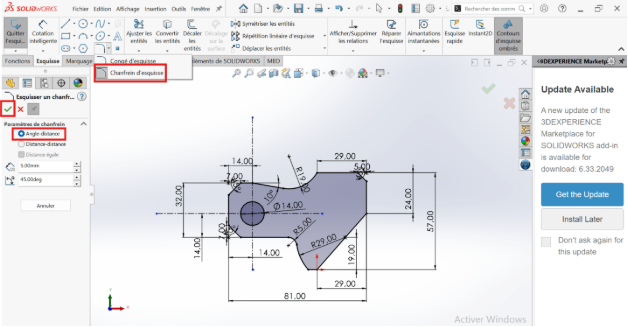 SOLIDWORKS Fichier Edition Affichage Insertion Outils Fenêtre
Rechercher des comm
Quitter l'esqui...
Cotation intelligente
Ajuster les entités
Convertir les entités
Décaler les entités
Décalage sur la surface
Symétriser les entités
Répétition linéaire d'esquisse
Déplacer les entités
Afficher/Supprimer les relations
Réparer l'esquisse
Aimantations instantanées
Esquisse rapide
Instant2D
Contours d'esquisse ombrés
Fonctions Esquisse Marquage
Congé d'esquisse
Chanfrein d'esquisse
léments de SOLIDWORKS MBD
Esquisser un chanfr...
Paramètres de chanfrein
Angle-distance
Distance-distance
Distance égale
5.00mm
45.00deg
Annuler
29.00
14.00
5.00
7.00
10°
Ø14.00
32.00
24.00
57.00
14.00
R5.00
R29.00
14.00
19.00
29.00
81.00
3DEXPERIENCE Marketp...
Update Available
A new update of the
3DEXPERIENCE
Marketplace for
SOLIDWORKS add-in
is available for
download: 6.33.2049
Get the Update
Install Later
Don't ask again for
this update
Activer Windows